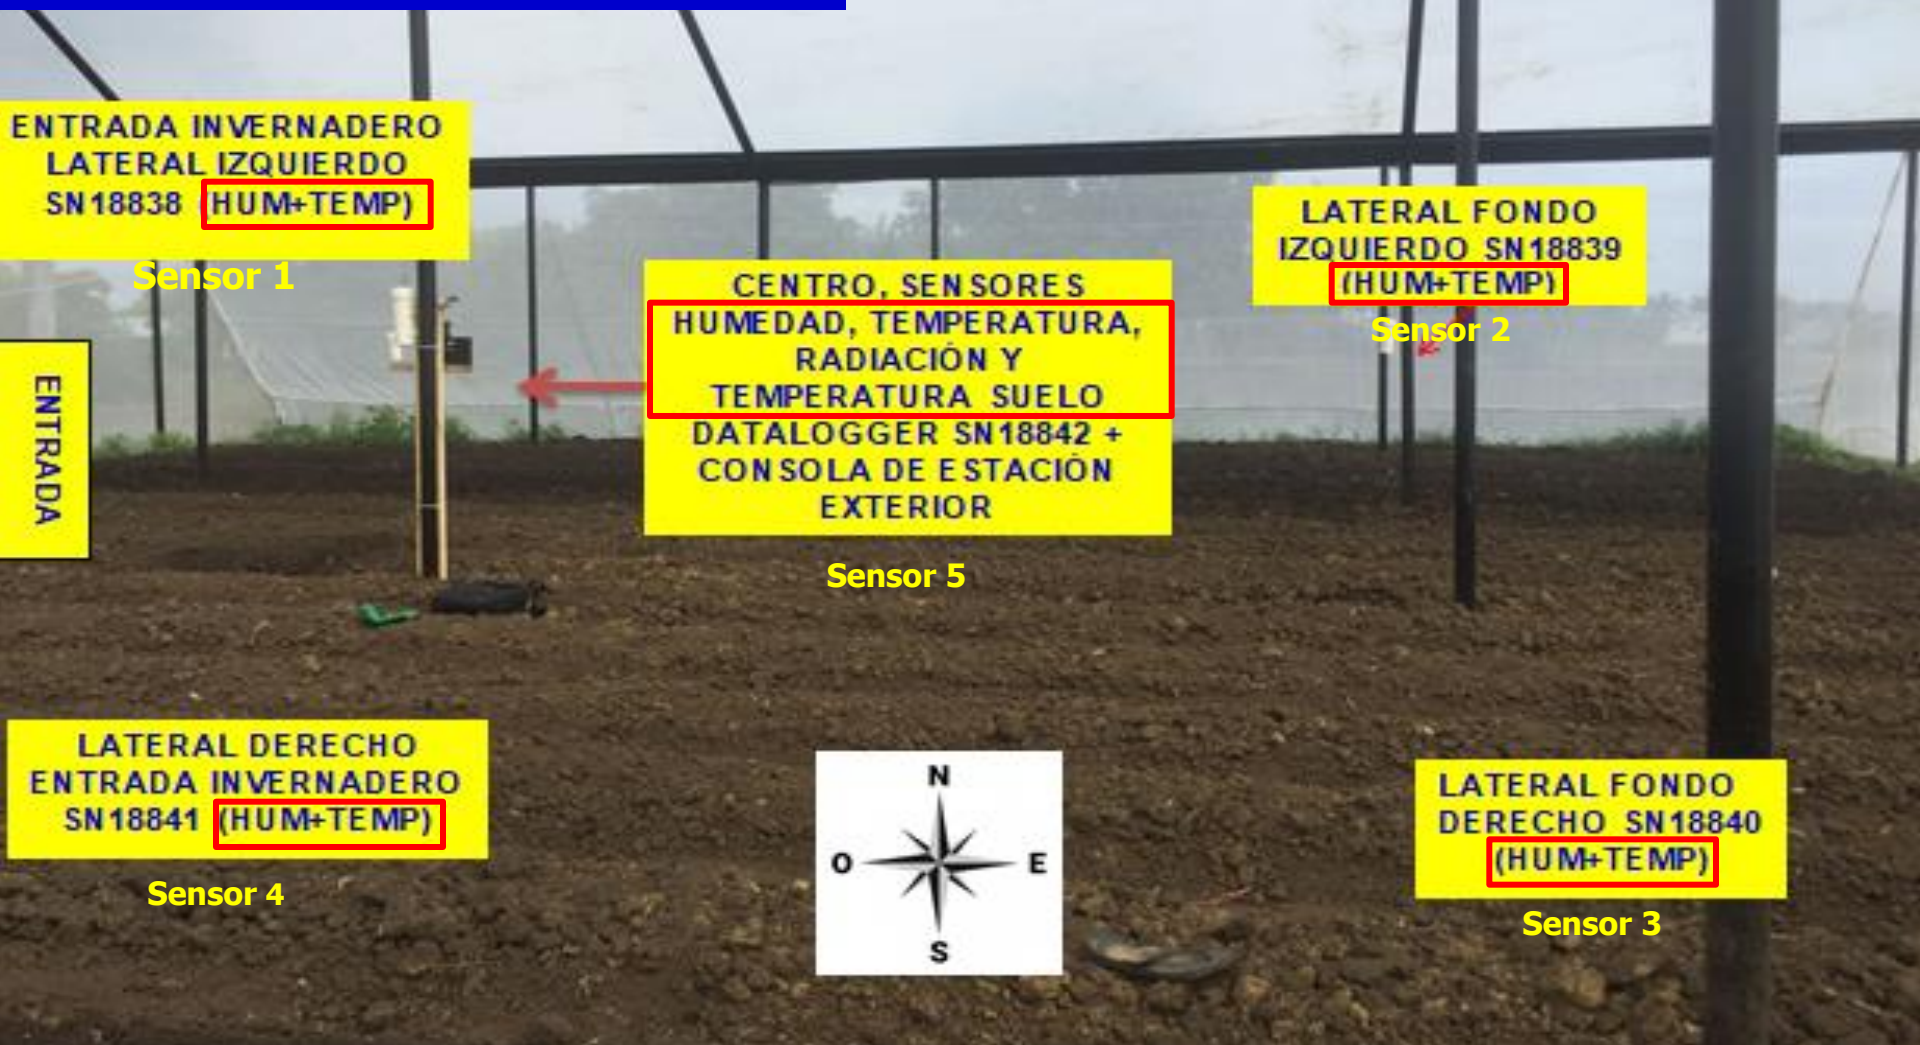 ENTRADA INVERNADERO
LATERAL IZQUIERDO
SN18838 (HUM+TEMP)
Sensor 1
LATERAL FONDO
IZQUIERDO SN18839
(HUM+TEMP)
Sensor 2
CENTRO, SENSORES
HUMEDAD, TEMPERATURA,
RADIACIÓN Y
TEMPERATURA SUELO
DATALOGGER SN18842 +
CONSOLA DE ESTACIÓN
EXTERIOR
Sensor 5
ENTRADA
LATERAL DERECHO
ENTRADA INVERNADERO
SN18841 (HUM+TEMP)
Sensor 4
N
O E
S
LATERAL FONDO
DERECHO SN18840
(HUM+TEMP)
Sensor 3